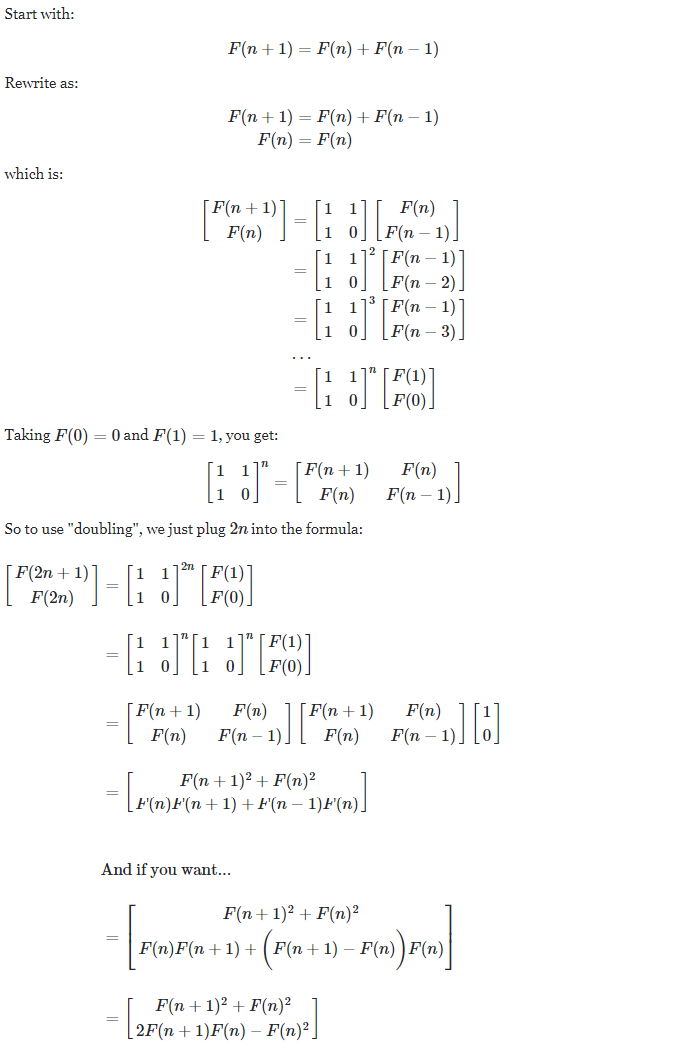 Start with:
F(n + 1) = F(n) + F(n − 1)
Rewrite as:
F(n + 1) = F(n) + F(n − 1)
F(n) = F(n)
which is:
[F(n + 1); F(n)] = [1 1; 1 0] [F(n); F(n − 1)]
= [1 1; 1 0]² [F(n − 1); F(n − 2)]
= [1 1; 1 0]³ [F(n − 1); F(n − 3)]
...
= [1 1; 1 0]ⁿ [F(1); F(0)]
Taking F(0) = 0 and F(1) = 1, you get:
[1 1; 1 0]ⁿ = [F(n + 1) F(n); F(n) F(n − 1)]
So to use "doubling", we just plug 2n into the formula:
[F(2n + 1); F(2n)] = [1 1; 1 0]²ⁿ [F(1); F(0)]
= [1 1; 1 0]ⁿ [1 1; 1 0]ⁿ [F(1); F(0)]
= [F(n + 1) F(n); F(n) F(n − 1)] [F(n + 1) F(n); F(n) F(n − 1)] [1; 0]
= [F(n + 1)² + F(n)²; F(n)F(n + 1) + F(n − 1)F(n)]
And if you want...
= [F(n + 1)² + F(n)²; F(n)F(n + 1) + (F(n + 1) − F(n))F(n)]
= [F(n + 1)² + F(n)²; 2F(n + 1)F(n) − F(n)²]